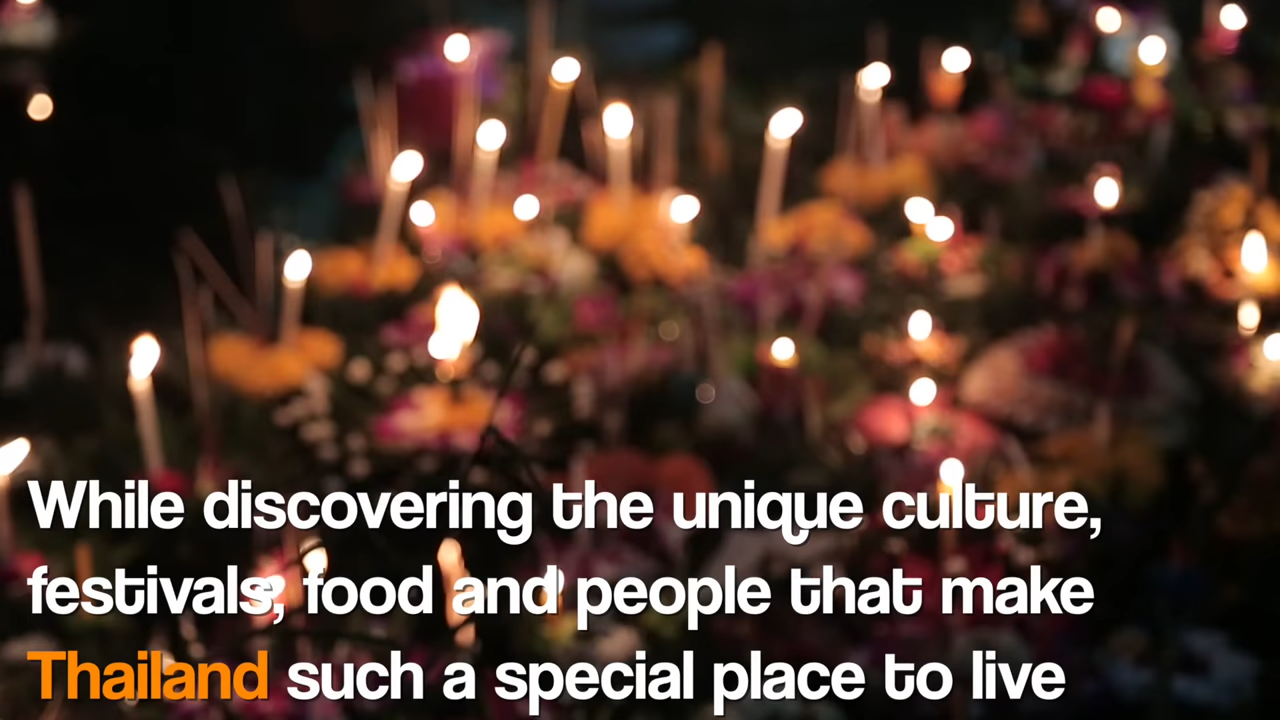 While discovering the unique culture,
festivals, food and people that make
Thailand such a special place to live